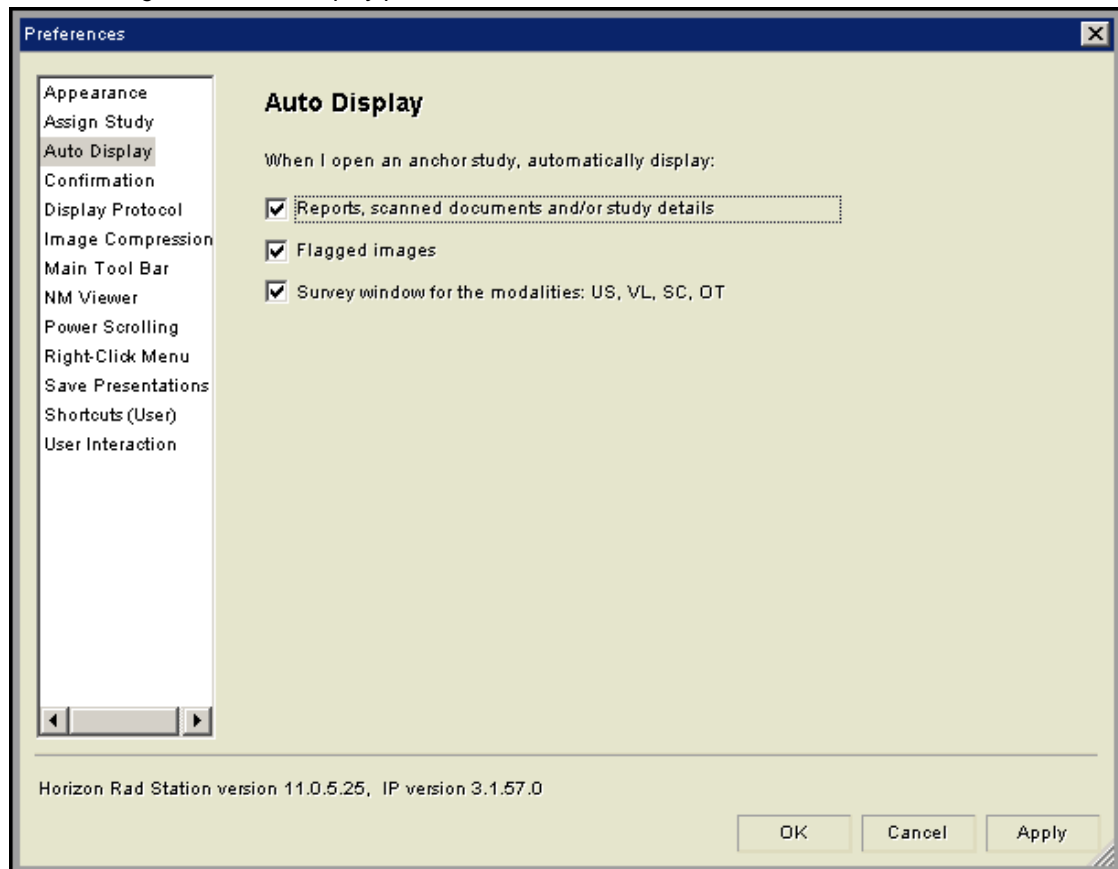 Preferences
Appearance
Assign Study
Auto Display
Confirmation
Display Protocol
Image Compression
Main Tool Bar
NM Viewer
Power Scrolling
Right-Click Menu
Save Presentations
Shortcuts (User)
User Interaction
Auto Display
When I open an anchor study, automatically display:
Reports, scanned documents and/or study details
Flagged images
Survey window for the modalities: US, VL, SC, OT
Horizon Rad Station version 11.0.5.25, IP version 3.1.57.0
OK Cancel Apply